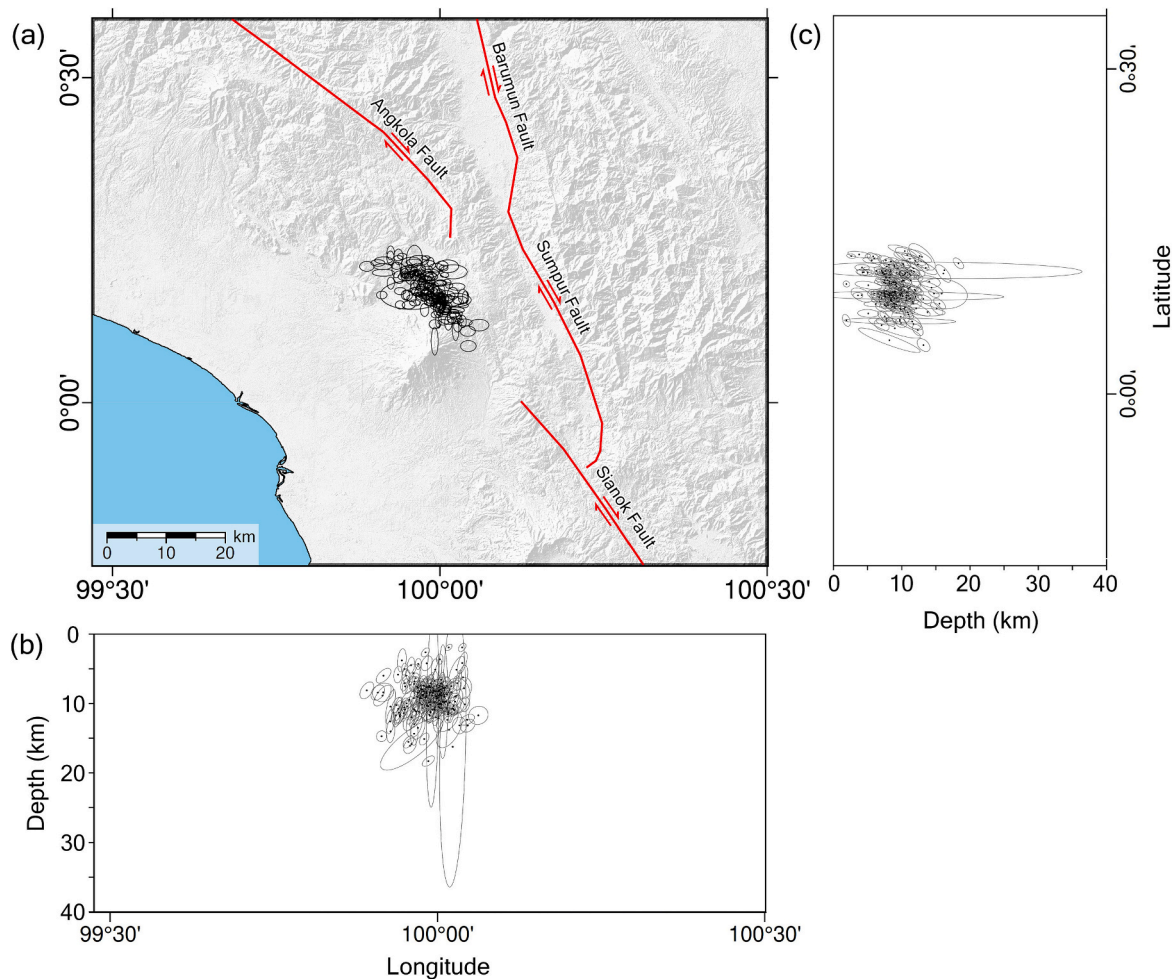 (a)
0°30'
0°00'
Angkola Fault
Barumun Fault
Sumpur Fault
Sianok Fault
km
0 10 20
99°30' 100°00' 100°30'
(c)
0°30'
0°00'
Latitude
0 10 20 30 40
Depth (km)
(b)
0
10
20
30
40
Depth (km)
99°30' 100°00' 100°30'
Longitude